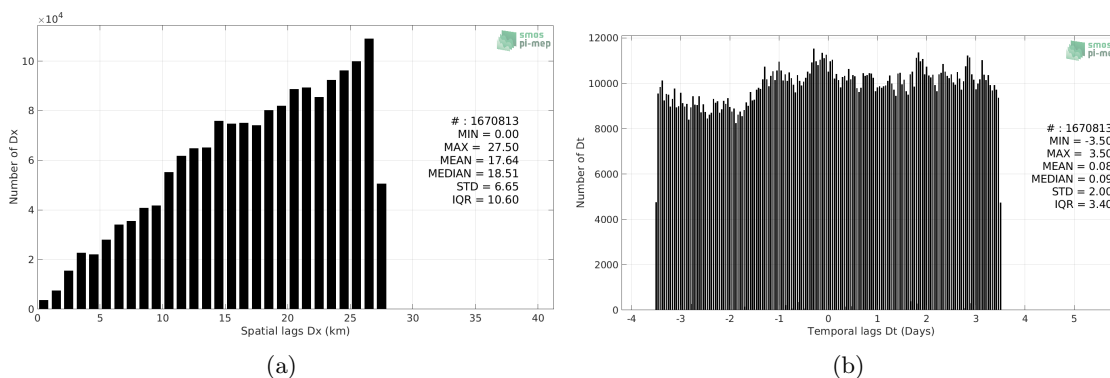 ×10⁴
smos
pi-mep
10
8
6
4
2
0
Number of Dx
# : 1670813
MIN = 0.00
MAX = 27.50
MEAN = 17.64
MEDIAN = 18.51
STD = 6.65
IQR = 10.60
0 5 10 15 20 25 30 35 40
Spatial lags Dx (km)
(a)
smos
pi-me
12000
10000
8000
6000
4000
2000
0
Number of Dt
# : 1670813
MIN = -3.50
MAX = 3.50
MEAN = 0.08
MEDIAN = 0.09
STD = 2.00
IQR = 3.40
-4 -3 -2 -1 0 1 2 3 4 5
Temporal lags Dt (Days)
(b)